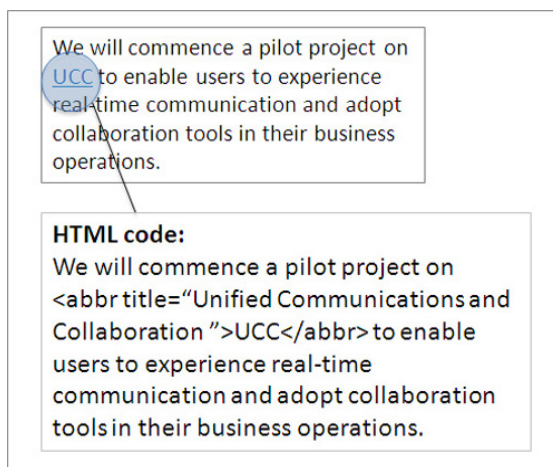 We will commence a pilot project on
UCC to enable users to experience
real-time communication and adopt
collaboration tools in their business
operations.
HTML code:
We will commence a pilot project on
<abbr title=“Unified Communications and
Collaboration ”>UCC</abbr> to enable
users to experience real-time
communication and adopt collaboration
tools in their business operations.